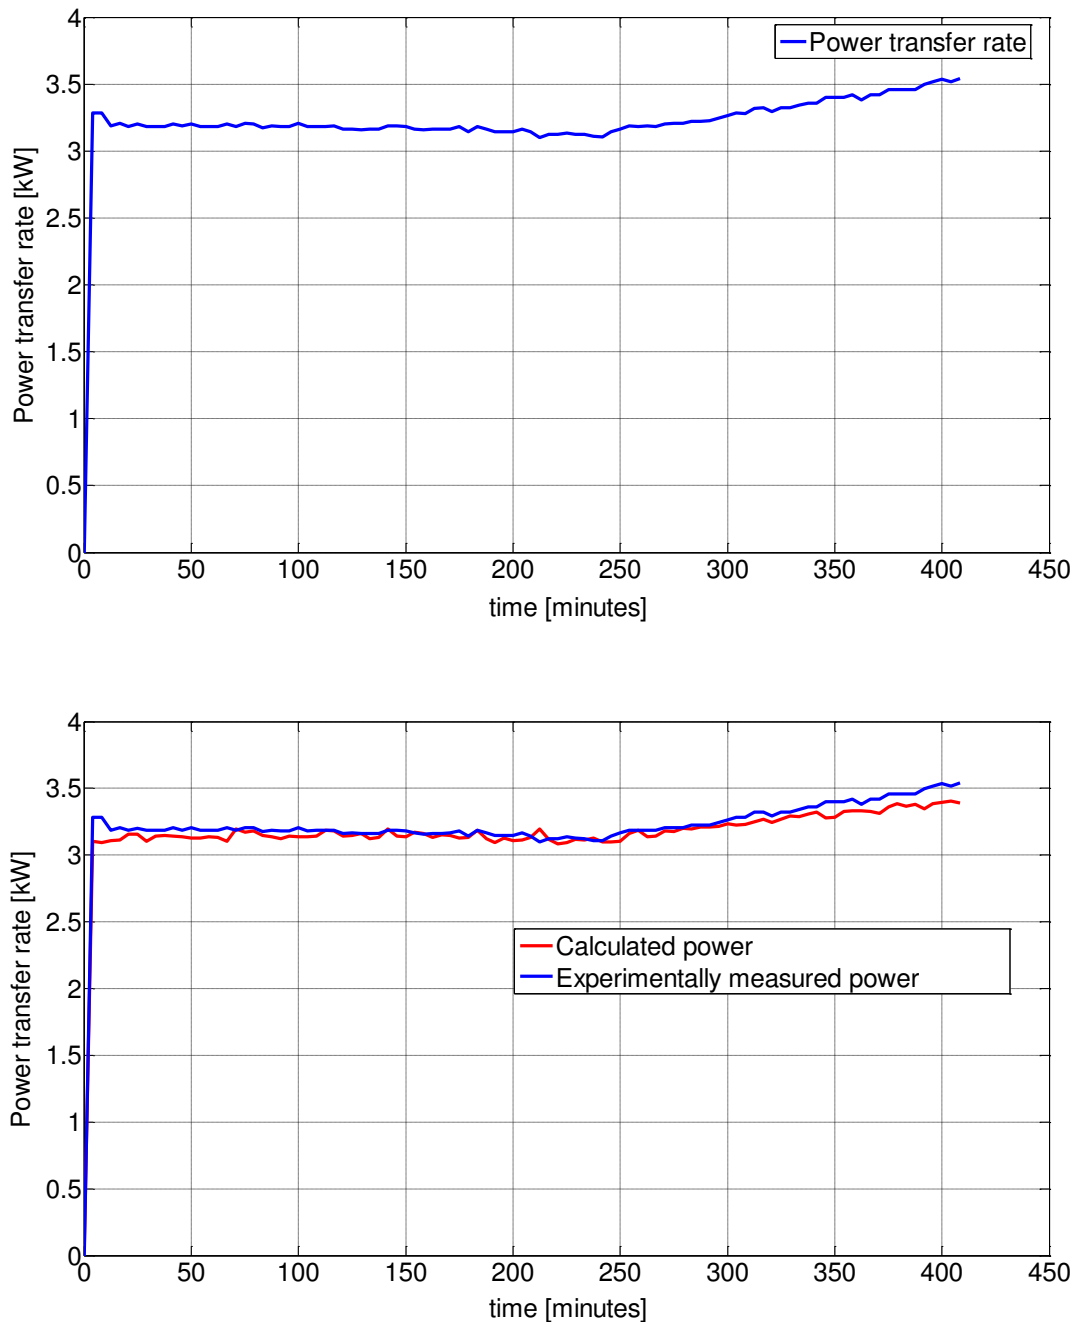 4
3.5
3
2.5
2
1.5
1
0.5
0
Power transfer rate [kW]
Power transfer rate
0 50 100 150 200 250 300 350 400 450
time [minutes]
4
3.5
3
2.5
2
1.5
1
0.5
0
Power transfer rate [kW]
Calculated power
Experimentally measured power
0 50 100 150 200 250 300 350 400 450
time [minutes]